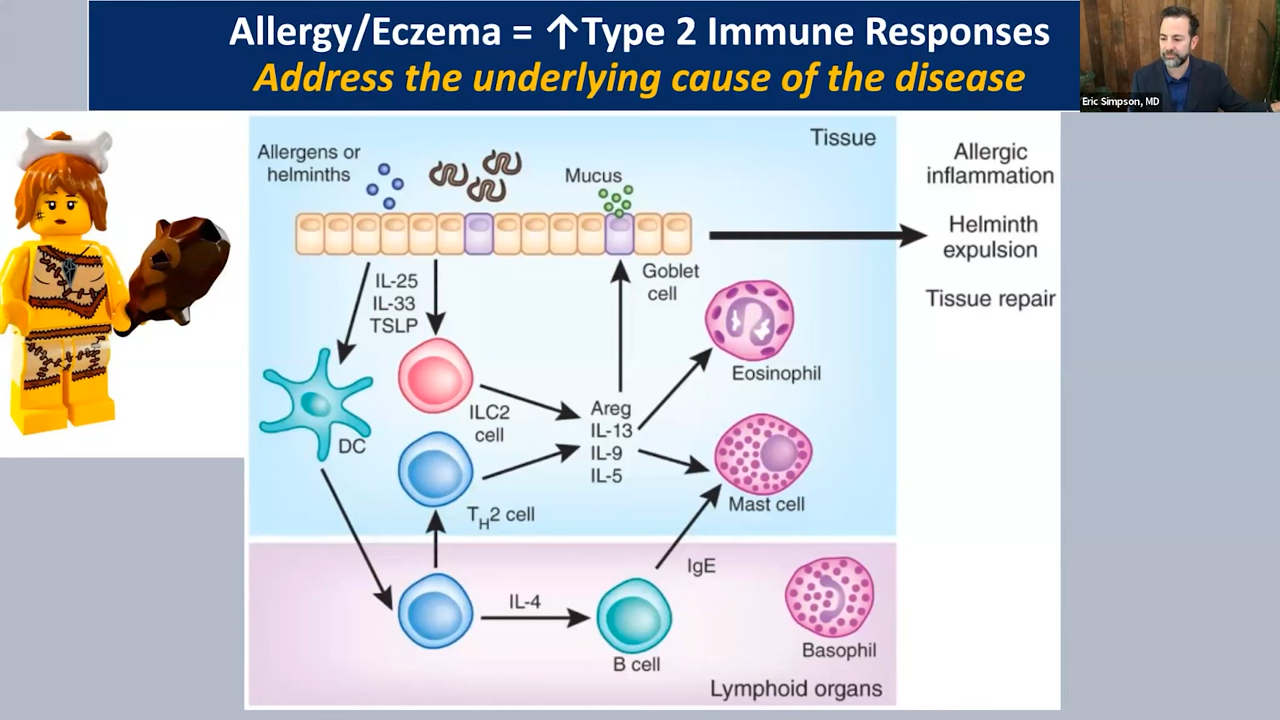 Allergy/Eczema = ↑Type 2 Immune Responses
Address the underlying cause of the disease
Eric Simpson, MD
Tissue
Allergens or
helminths
Mucus
Allergic
inflammation
Helminth
expulsion
Tissue repair
IL-25
IL-33
TSLP
Goblet
cell
Eosinophil
DC
ILC2
cell
Areg
IL-13
IL-9
IL-5
Mast cell
TH2 cell
IgE
IL-4
B cell
Basophil
Lymphoid organs